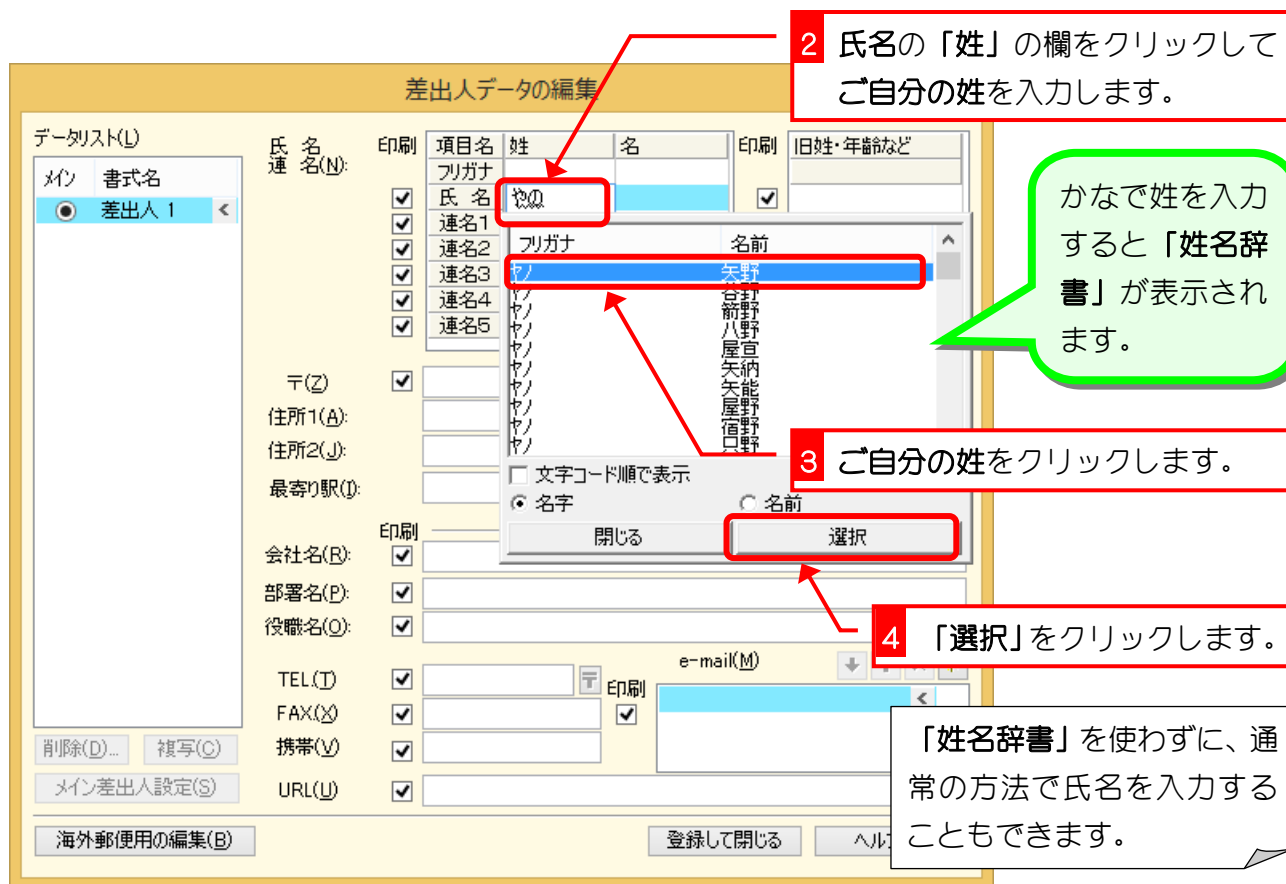 2 氏名の「姓」の欄をクリックして
ご自分の姓を入力します。
差出人データの編集
データリスト(L)
メイン 書式名
差出人 1
氏 名
連 名(N):
印刷 項目名 姓 名 印刷 旧姓・年齢など
フリガナ
氏 名 やの
連名1
連名2
連名3
連名4
連名5
フリガナ 名前
ヤノ 矢野
ヤノ 谷野
ヤノ 箭野
ヤノ 八野
ヤノ 屋宜
ヤノ 矢納
ヤノ 矢能
ヤノ 屋野
ヤノ 宿野
ヤノ 只野
文字コード順で表示
名字 名前
閉じる 選択
かなで姓を入力
すると「姓名辞
書」が表示され
ます。
3 ご自分の姓をクリックします。
4 「選択」をクリックします。
〒(Z)
住所1(A):
住所2(J):
最寄り駅(I):
印刷
会社名(R):
部署名(P):
役職名(O):
TEL(T)
FAX(X)
携帯(V)
URL(U)
〒
印刷
e-mail(M)
削除(D)... 複写(C)
メイン差出人設定(S)
海外郵便用の編集(B)
登録して閉じる
「姓名辞書」を使わずに、通
常の方法で氏名を入力する
こともできます。